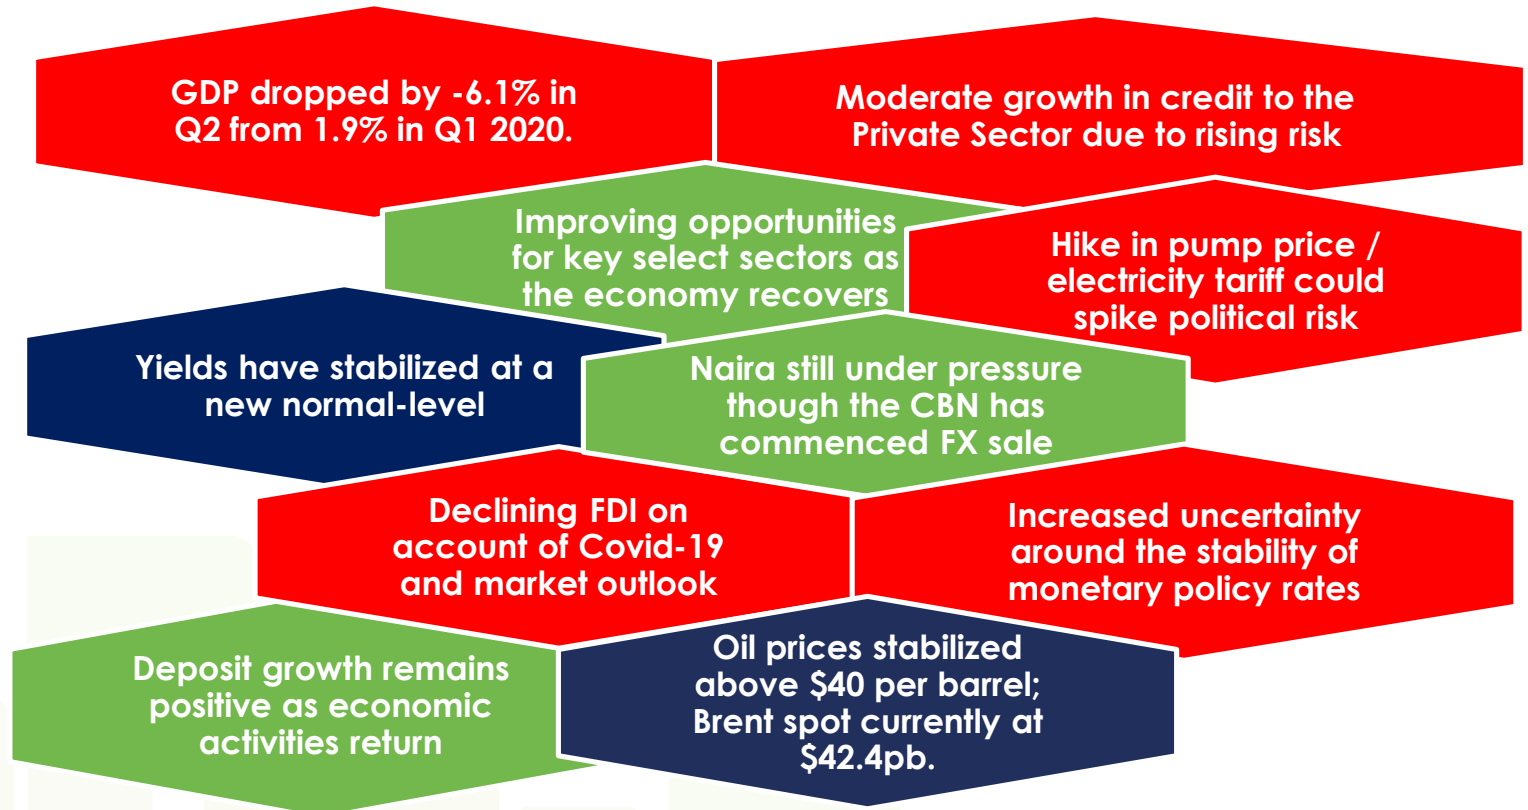 GDP dropped by -6.1% in
Q2 from 1.9% in Q1 2020.
Moderate growth in credit to the
Private Sector due to rising risk
Improving opportunities
for key select sectors as
the economy recovers
Hike in pump price /
electricity tariff could
spike political risk
Yields have stabilized at a
new normal-level
Naira still under pressure
though the CBN has
commenced FX sale
Declining FDI on
account of Covid-19
and market outlook
Increased uncertainty
around the stability of
monetary policy rates
Deposit growth remains
positive as economic
activities return
Oil prices stabilized
above $40 per barrel;
Brent spot currently at
$42.4pb.